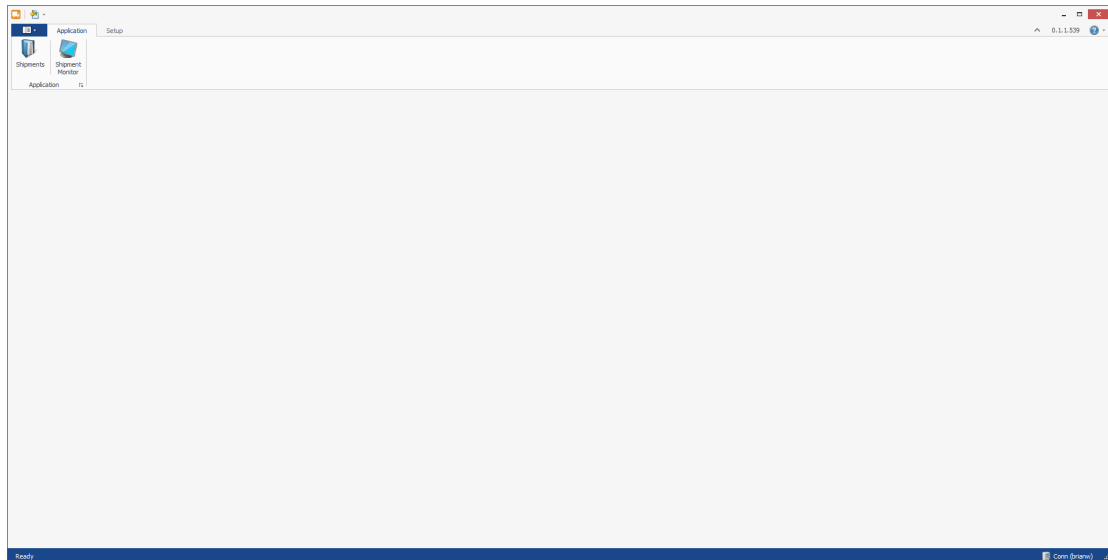 Application Setup
0.1.1.539
Shipments
Shipment
Monitor
Application
Ready
Conn (brianw)